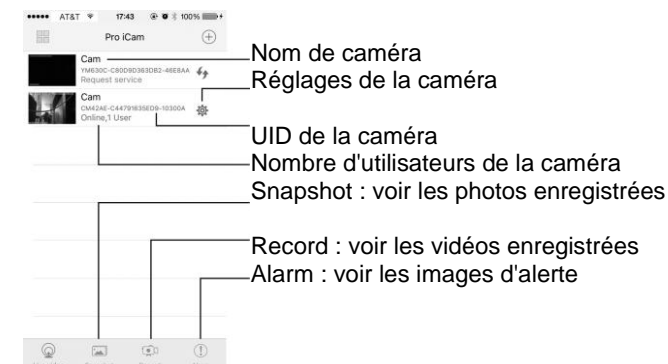 AT&T 17:43 100%
Pro iCam
Cam
YM630C-C80D9D383DB2-46E8AA
Request service
Cam
CM42AE-C44791835ED9-10300A
Online,1 User
Nom de caméra
Réglages de la caméra
UID de la caméra
Nombre d'utilisateurs de la caméra
Snapshot : voir les photos enregistrées
Record : voir les vidéos enregistrées
Alarm : voir les images d'alerte